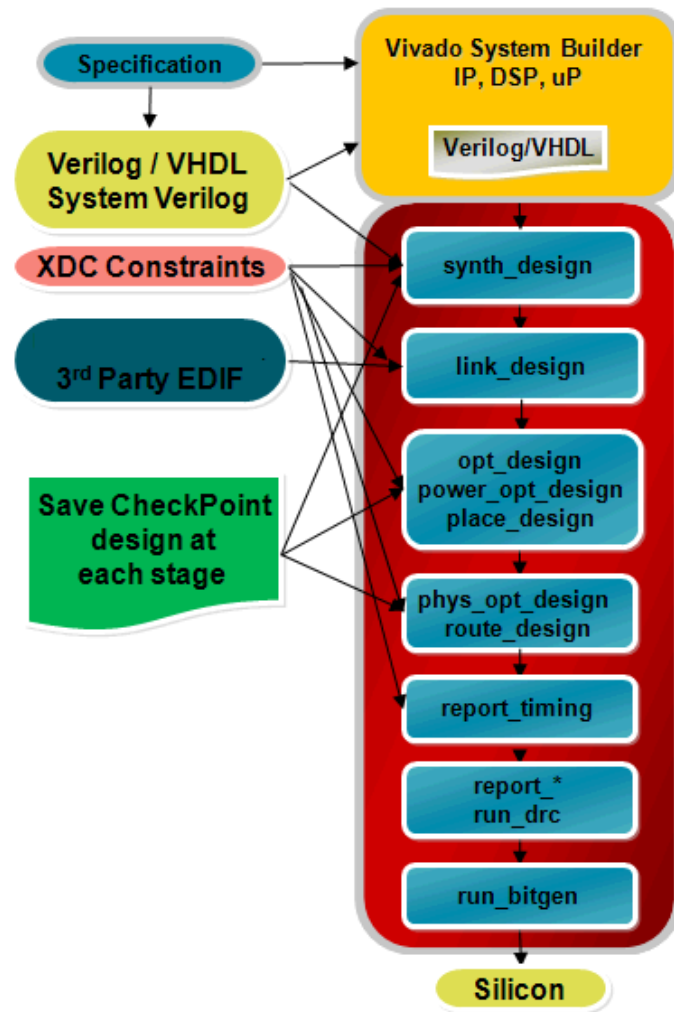 Specification
Vivado System Builder
IP, DSP, uP
Verilog/VHDL
Verilog / VHDL
System Verilog
XDC Constraints
3rd Party EDIF
Save CheckPoint
design at
each stage
synth_design
link_design
opt_design
power_opt_design
place_design
phys_opt_design
route_design
report_timing
report_*
run_drc
run_bitgen
Silicon